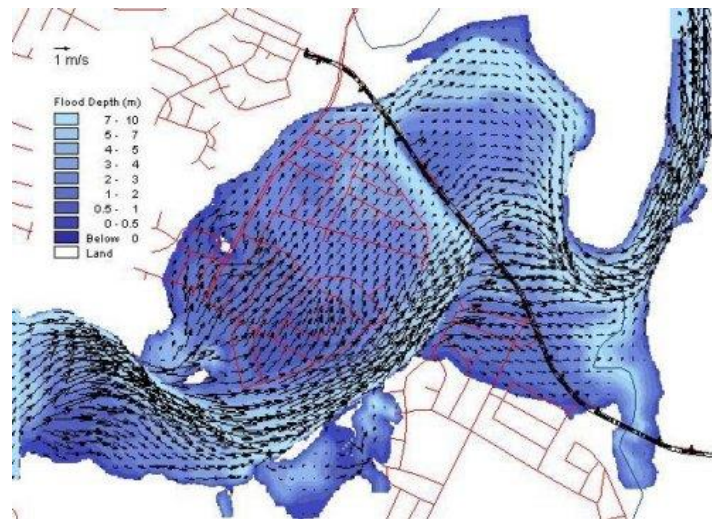 1 m/s
Flood Depth (m)
7 - 10
5 - 7
4 - 5
3 - 4
2 - 3
1 - 2
0.5 - 1
0 - 0.5
Below 0
Land